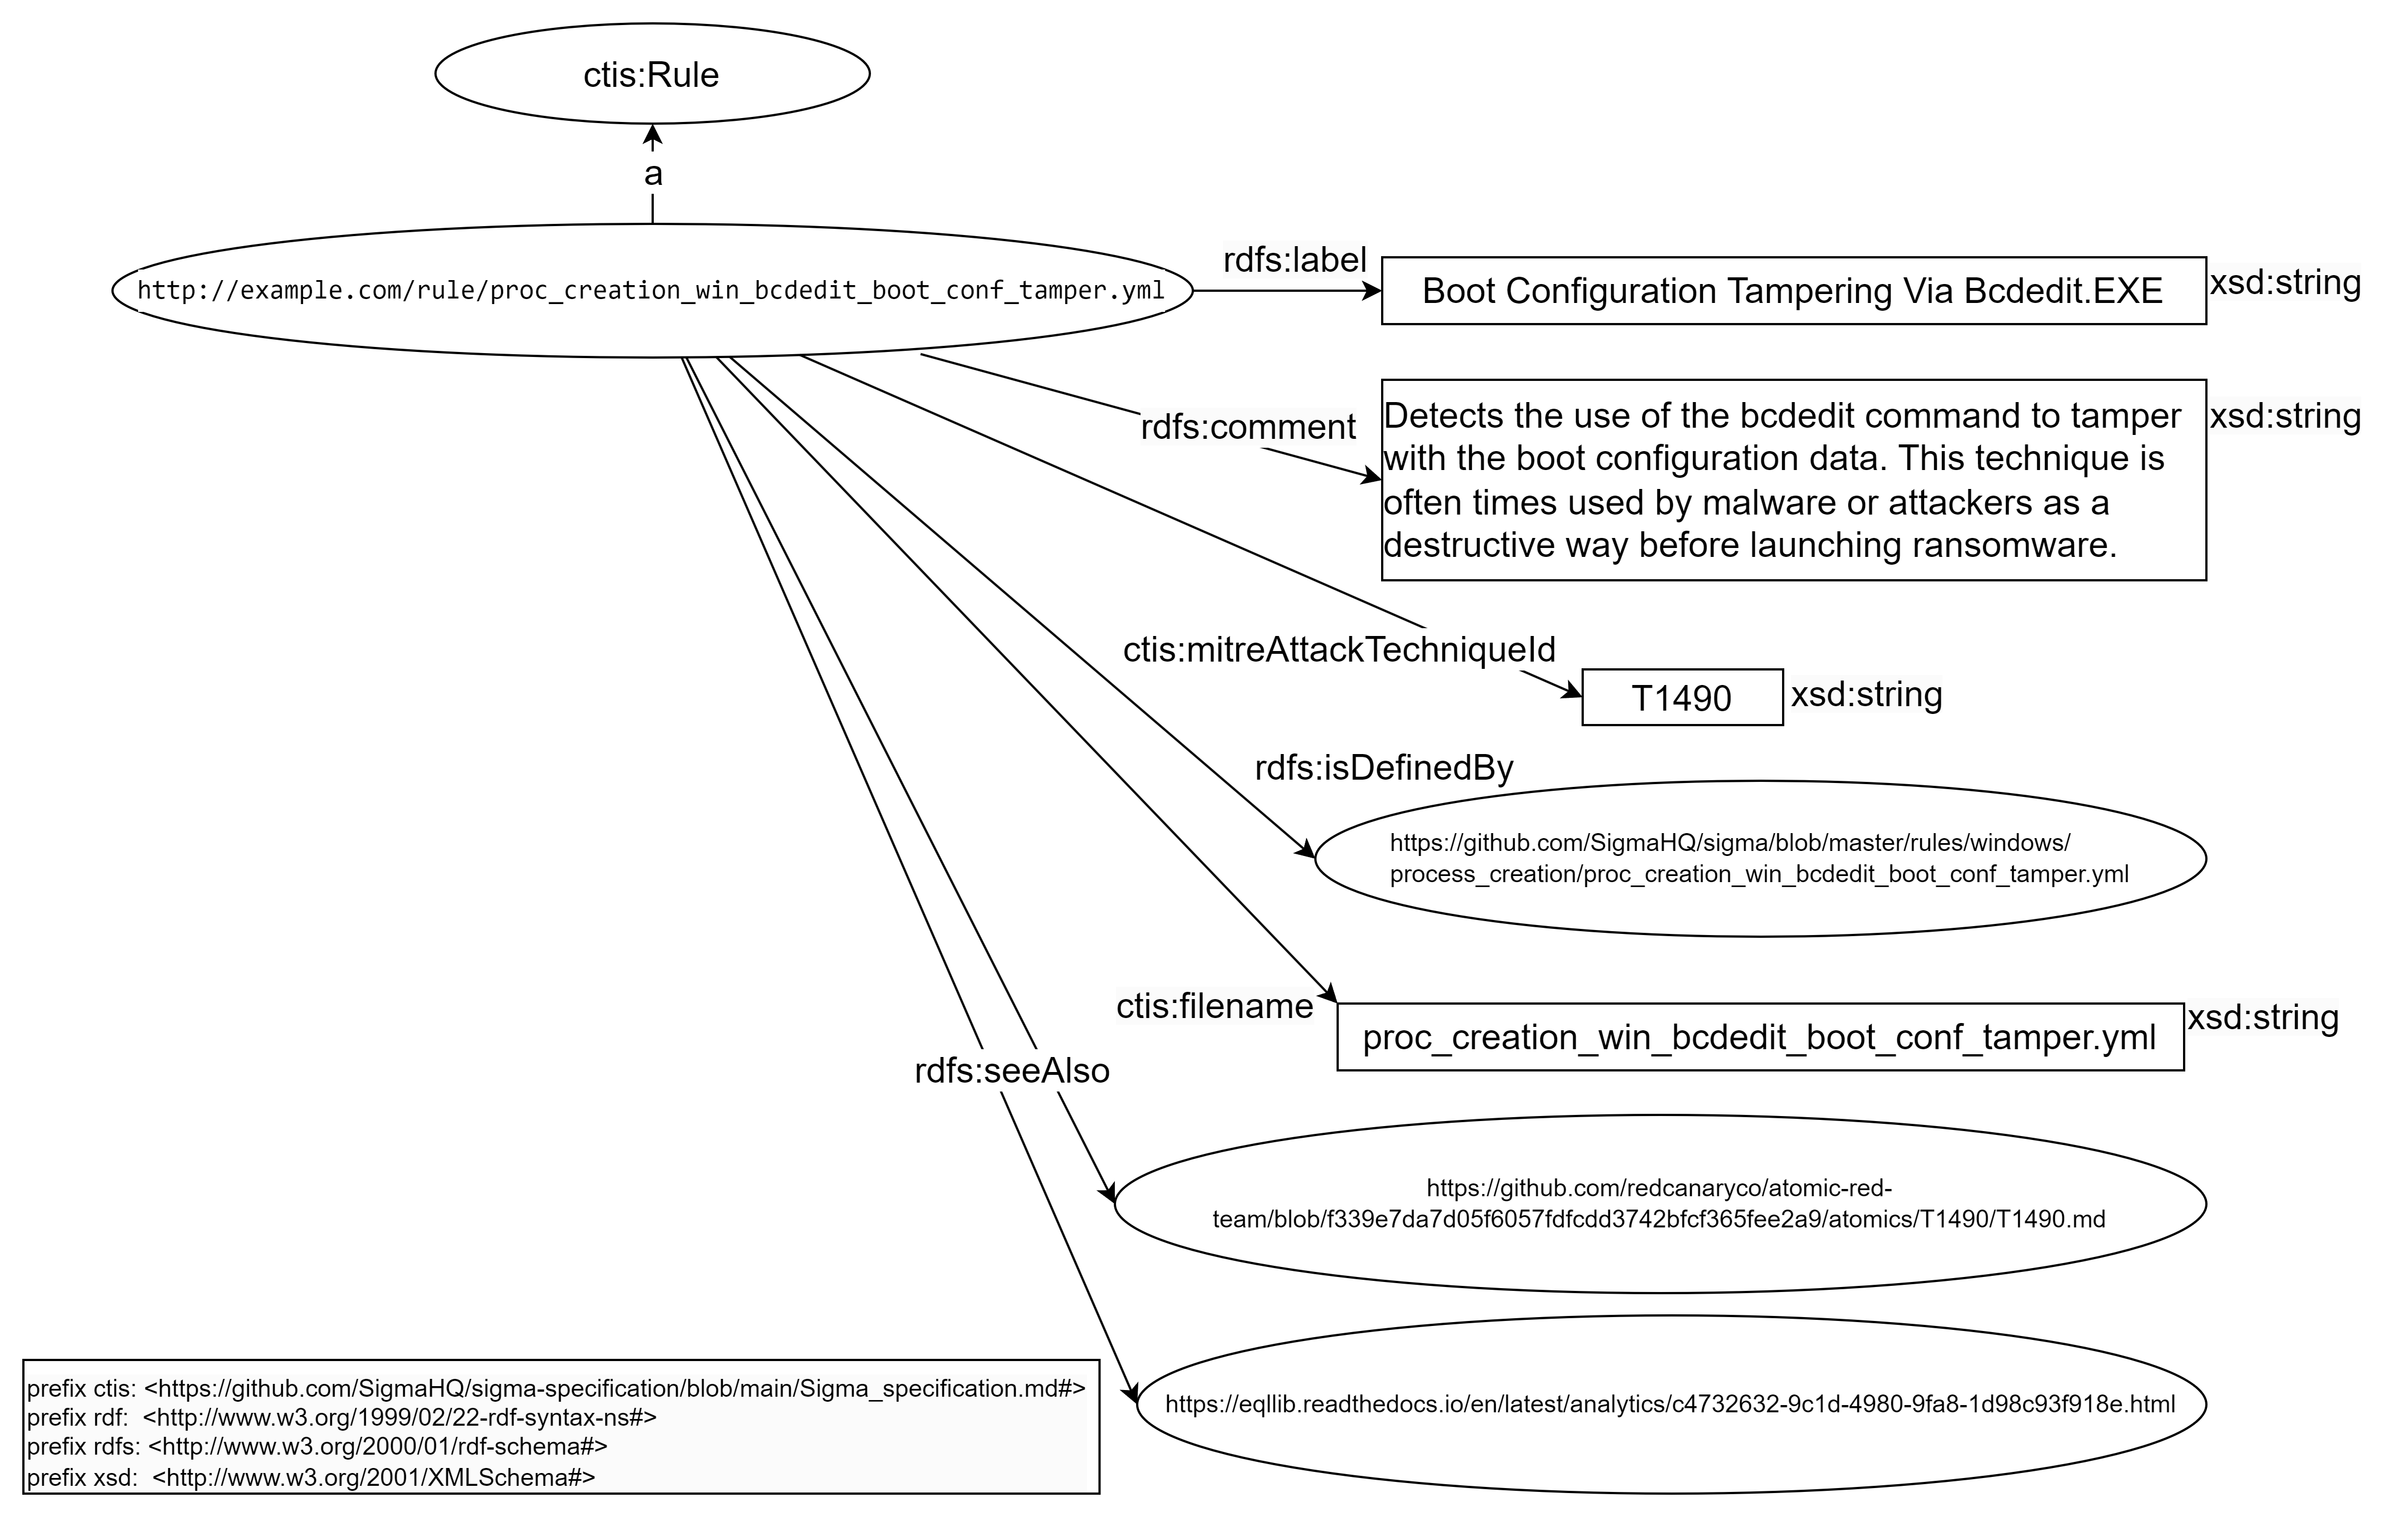 ctis:Rule
a
http://example.com/rule/proc_creation_win_bcdedit_boot_conf_tamper.yml
rdfs:label
Boot Configuration Tampering Via Bcdedit.EXE
xsd:string
rdfs:comment
Detects the use of the bcdedit command to tamper
with the boot configuration data. This technique is
often times used by malware or attackers as a
destructive way before launching ransomware.
xsd:string
ctis:mitreAttackTechniqueId
T1490
xsd:string
rdfs:isDefinedBy
https://github.com/SigmaHQ/sigma/blob/master/rules/windows/
process_creation/proc_creation_win_bcdedit_boot_conf_tamper.yml
ctis:filename
proc_creation_win_bcdedit_boot_conf_tamper.yml
xsd:string
rdfs:seeAlso
https://github.com/redcanaryco/atomic-red-
team/blob/f339e7da7d05f6057fdfcdd3742bfcf365fee2a9/atomics/T1490/T1490.md
https://eqllib.readthedocs.io/en/latest/analytics/c4732632-9c1d-4980-9fa8-1d98c93f918e.html
prefix ctis: <https://github.com/SigmaHQ/sigma-specification/blob/main/Sigma_specification.md#>
prefix rdf:  <http://www.w3.org/1999/02/22-rdf-syntax-ns#>
prefix rdfs: <http://www.w3.org/2000/01/rdf-schema#>
prefix xsd:  <http://www.w3.org/2001/XMLSchema#>